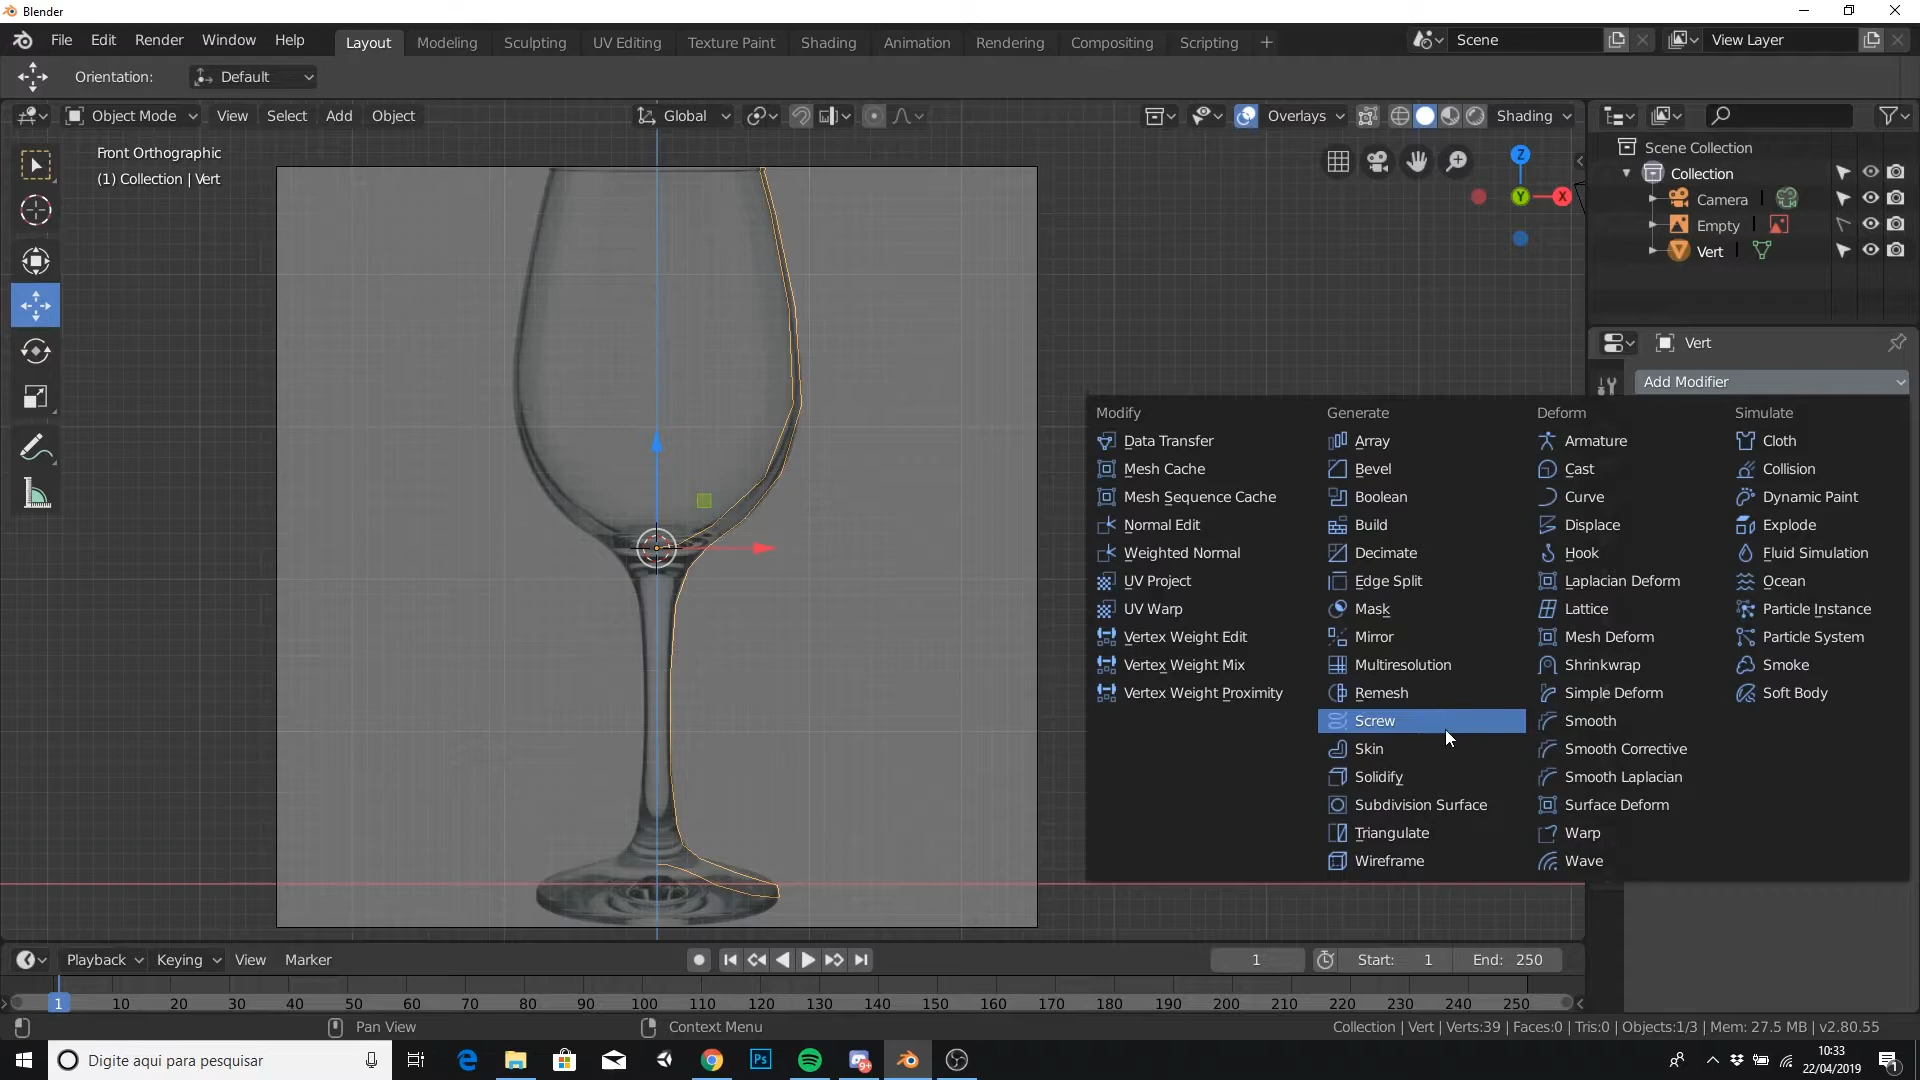 Blender
File Edit Render Window Help Layout Modeling Sculpting UV Editing Texture Paint Shading Animation Rendering Compositing Scripting + Scene View Layer
Orientation: Default
Object Mode View Select Add Object Global Overlays Shading
Front Orthographic
(1) Collection | Vert
Z
Y
X
Scene Collection
Collection
Camera
Empty
Vert
Vert
Add Modifier
Modify Generate Deform Simulate
Data Transfer Array Armature Cloth
Mesh Cache Bevel Cast Collision
Mesh Sequence Cache Boolean Curve Dynamic Paint
Normal Edit Build Displace Explode
Weighted Normal Decimate Hook Fluid Simulation
UV Project Edge Split Laplacian Deform Ocean
UV Warp Mask Lattice Particle Instance
Vertex Weight Edit Mirror Mesh Deform Particle System
Vertex Weight Mix Multiresolution Shrinkwrap Smoke
Vertex Weight Proximity Remesh Simple Deform Soft Body
Screw Smooth
Skin Smooth Corrective
Solidify Smooth Laplacian
Subdivision Surface Surface Deform
Triangulate Warp
Wireframe Wave
Playback Keying View Marker 1 Start: 1 End: 250
1 10 20 30 40 50 60 70 80 90 100 110 120 130 140 150 160 170 180 190 200 210 220 230 240 250
Pan View Context Menu Collection | Vert | Verts:39 | Faces:0 | Tris:0 | Objects:1/3 | Mem: 27.5 MB | v2.80.55
Digite aqui para pesquisar Ps 9+ 10:33
22/04/2019 1